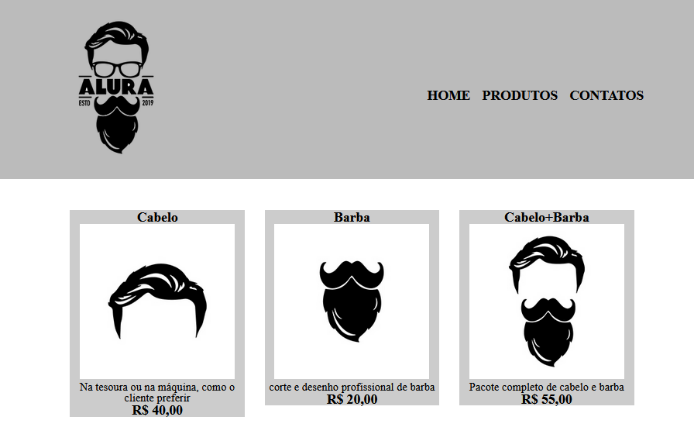 ALURA
ESTD 2019
HOME PRODUTOS CONTATOS
Cabelo
Na tesoura ou na máquina, como o
cliente preferir
R$ 40,00
Barba
corte e desenho profissional de barba
R$ 20,00
Cabelo+Barba
Pacote completo de cabelo e barba
R$ 55,00